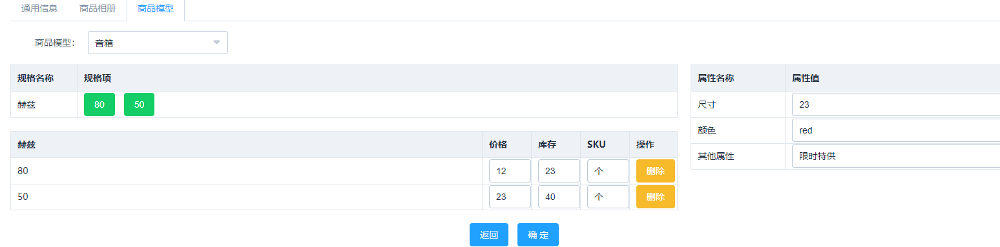 通用信息 商品相册 商品模型
商品模型： 音箱
规格名称 规格项
赫兹 80 50
赫兹 价格 库存 SKU 操作
80 12 23 个 删除
50 23 40 个 删除
属性名称 属性值
尺寸 23
颜色 red
其他属性 限时特供
返回 确 定